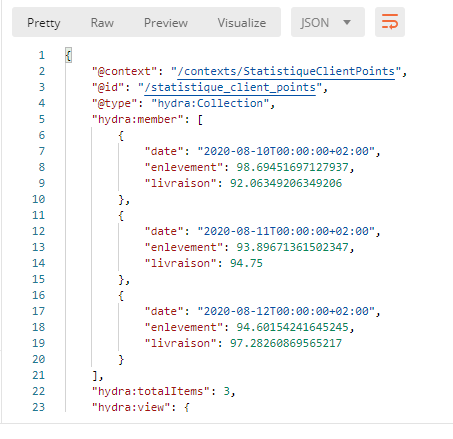 Pretty Raw Preview Visualize JSON
1 {
2 "@context": "/contexts/StatistiqueClientPoints",
3 "@id": "/statistique_client_points",
4 "@type": "hydra:Collection",
5 "hydra:member": [
6 {
7 "date": "2020-08-10T00:00:00+02:00",
8 "enlevement": 98.69451697127937,
9 "livraison": 92.06349206349206
10 },
11 {
12 "date": "2020-08-11T00:00:00+02:00",
13 "enlevement": 93.89671361502347,
14 "livraison": 94.75
15 },
16 {
17 "date": "2020-08-12T00:00:00+02:00",
18 "enlevement": 94.60154241645245,
19 "livraison": 97.28260869565217
20 }
21 ],
22 "hydra:totalItems": 3,
23 "hydra:view": {